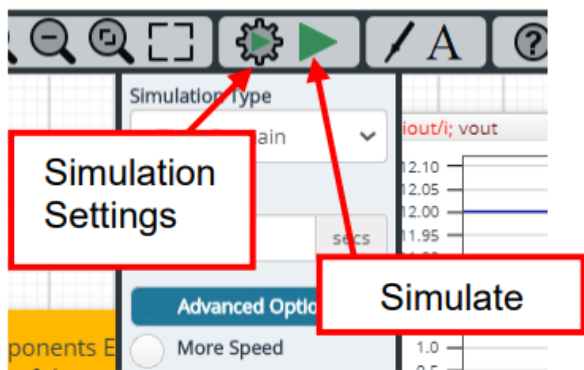 A
?
Simulation Type
ain
iout/i; vout
Simulation
Settings
12.10
12.05
12.00
11.95
secs
Simulate
Advanced Optio
ponents E
More Speed
1.0